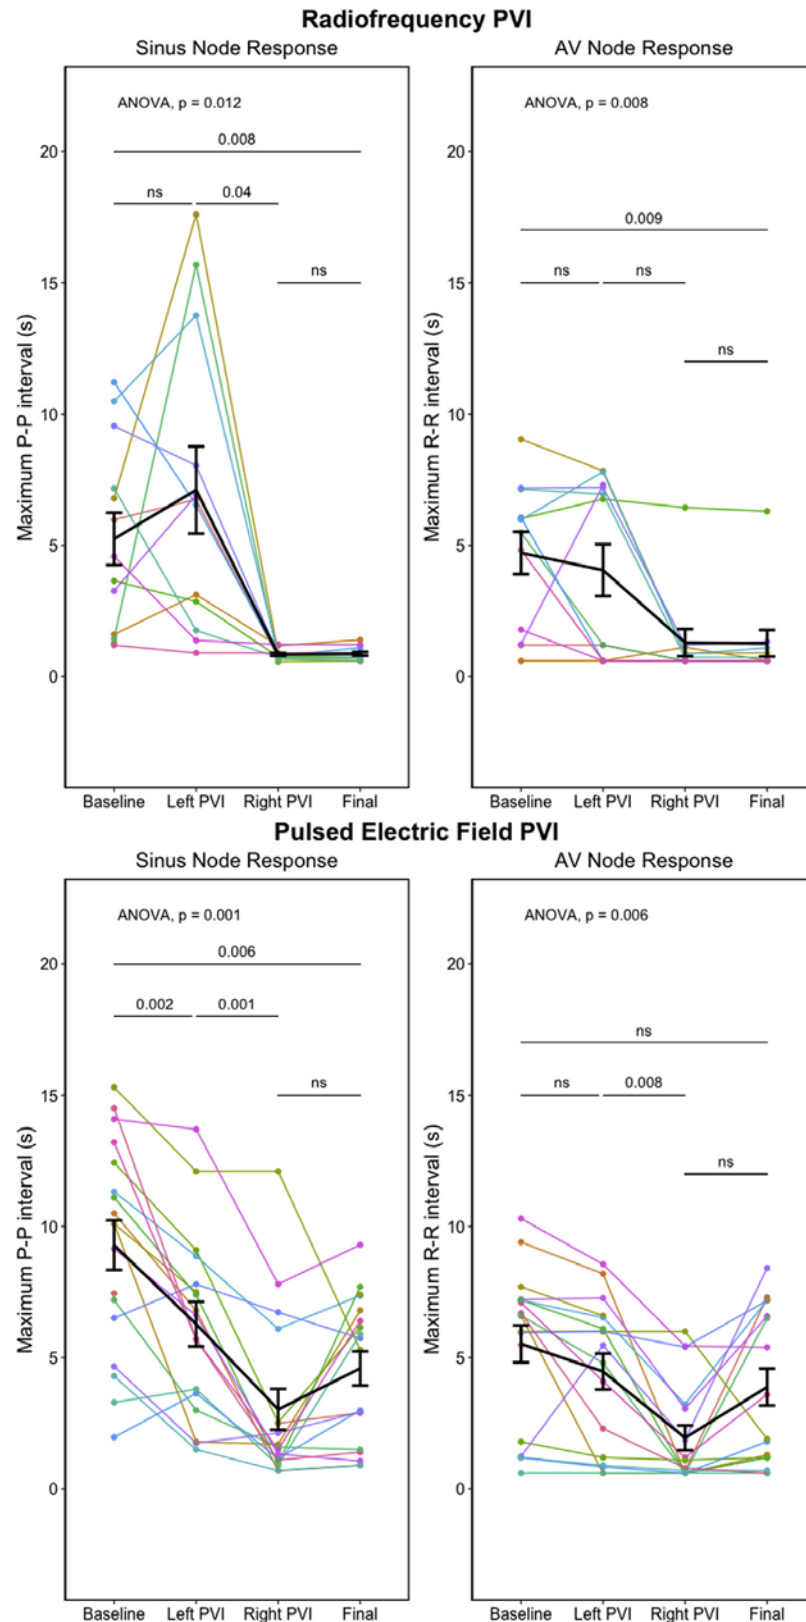 Radiofrequency PVI
Sinus Node Response
AV Node Response
ANOVA, p = 0.012
0.008
ns
0.04
ns
20
15
10
5
0
Maximum P-P interval (s)
Baseline
Left PVI
Right PVI
Final
ANOVA, p = 0.008
0.009
ns
ns
ns
20
15
10
5
0
Maximum R-R interval (s)
Baseline
Left PVI
Right PVI
Final
Pulsed Electric Field PVI
Sinus Node Response
AV Node Response
ANOVA, p = 0.001
0.006
0.002
0.001
ns
20
15
10
5
0
Maximum P-P interval (s)
Baseline
Left PVI
Right PVI
Final
ANOVA, p = 0.006
ns
ns
0.008
ns
20
15
10
5
0
Maximum R-R interval (s)
Baseline
Left PVI
Right PVI
Final